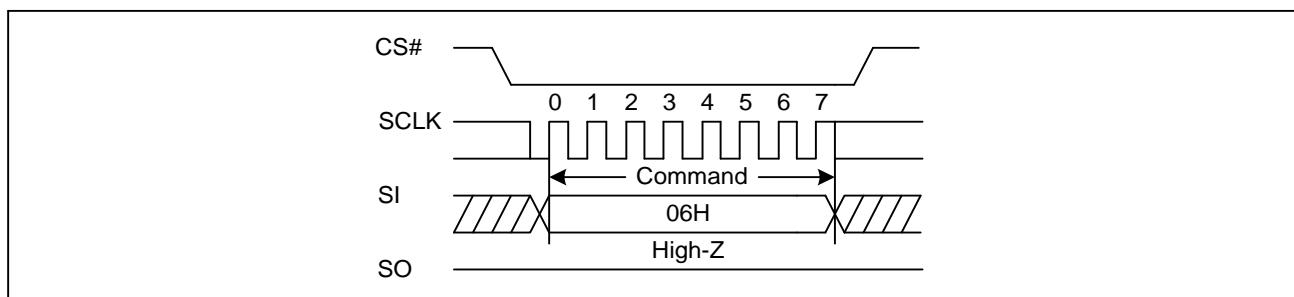 CS#
0 1 2 3 4 5 6 7
SCLK
Command
SI
06H
High-Z
SO